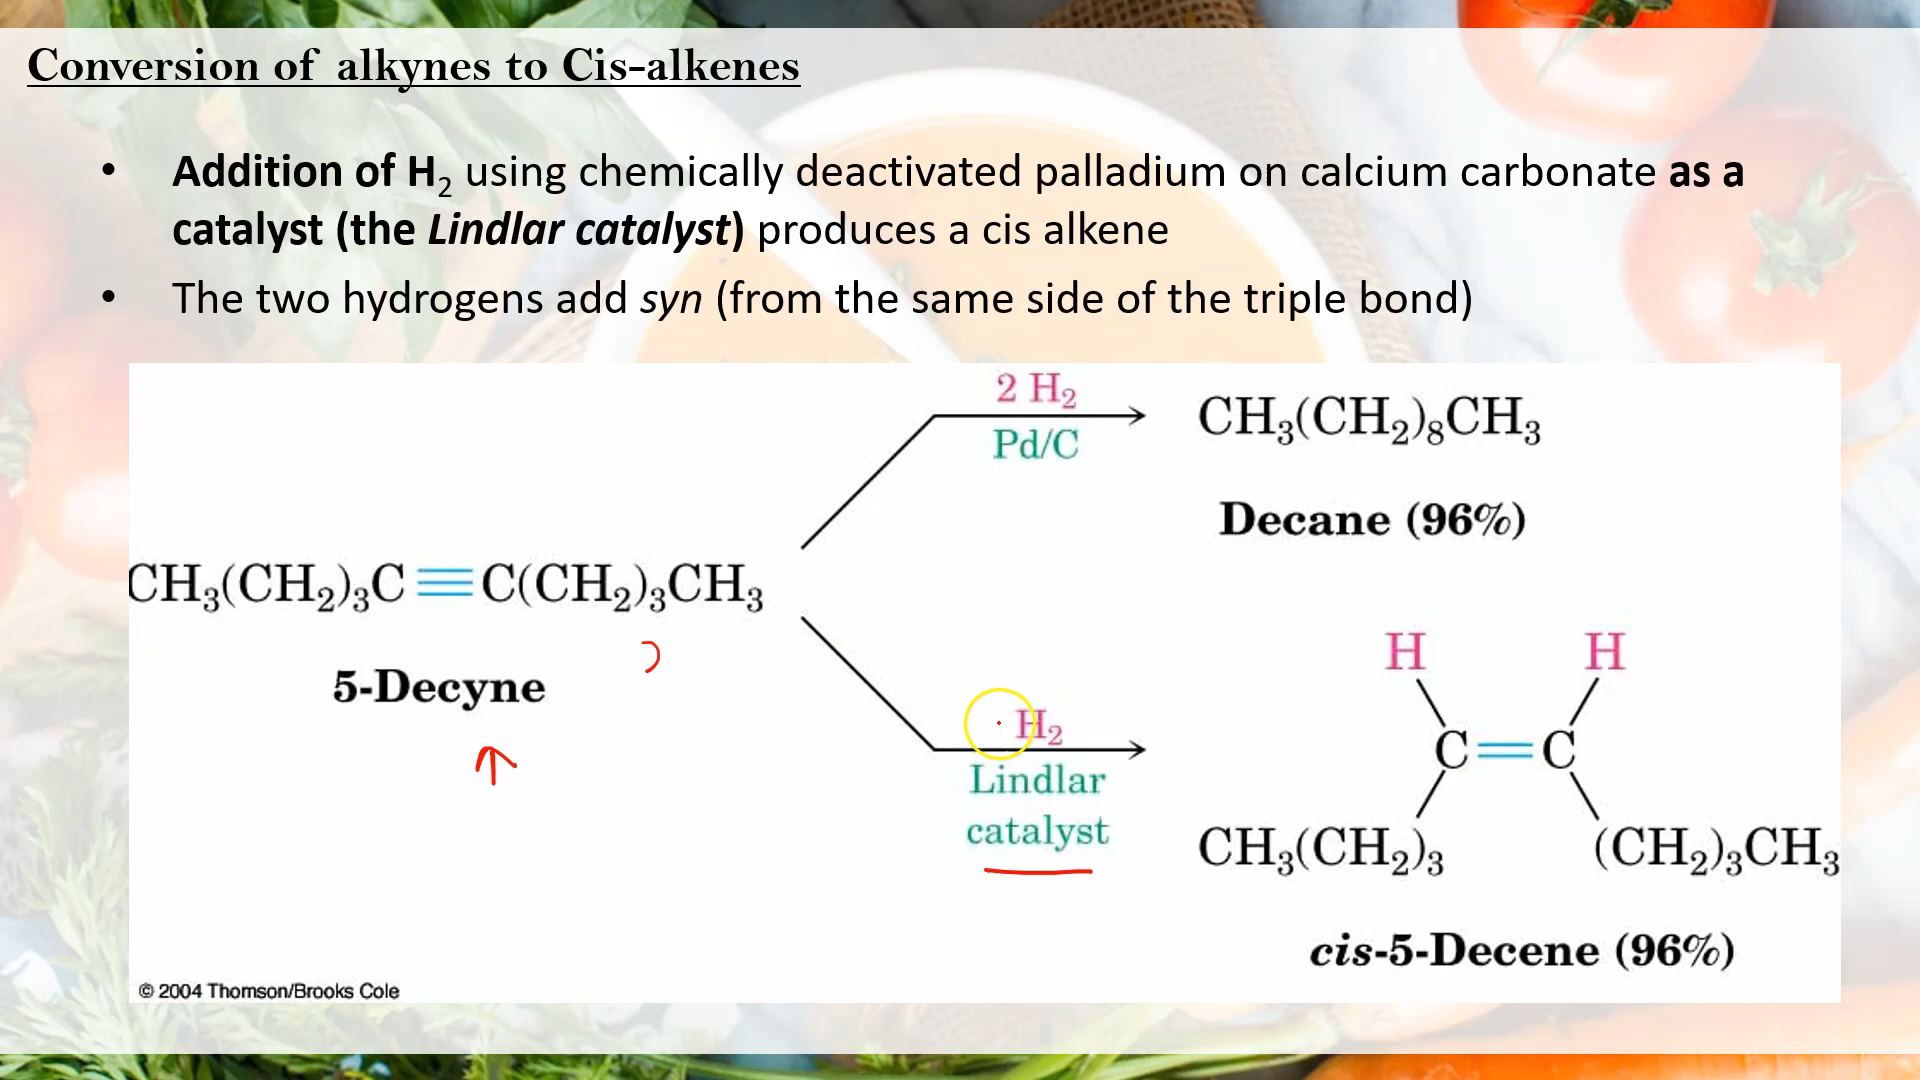 Conversion of alkynes to Cis-alkenes
• Addition of H₂ using chemically deactivated palladium on calcium carbonate as a
catalyst (the Lindlar catalyst) produces a cis alkene
• The two hydrogens add syn (from the same side of the triple bond)
2 H₂
Pd/C
CH₃(CH₂)₈CH₃
Decane (96%)
CH₃(CH₂)₃C≡C(CH₂)₃CH₃
5-Decyne
H₂
Lindlar
catalyst
H H
C=C
CH₃(CH₂)₃ (CH₂)₃CH₃
cis-5-Decene (96%)
© 2004 Thomson/Brooks Cole